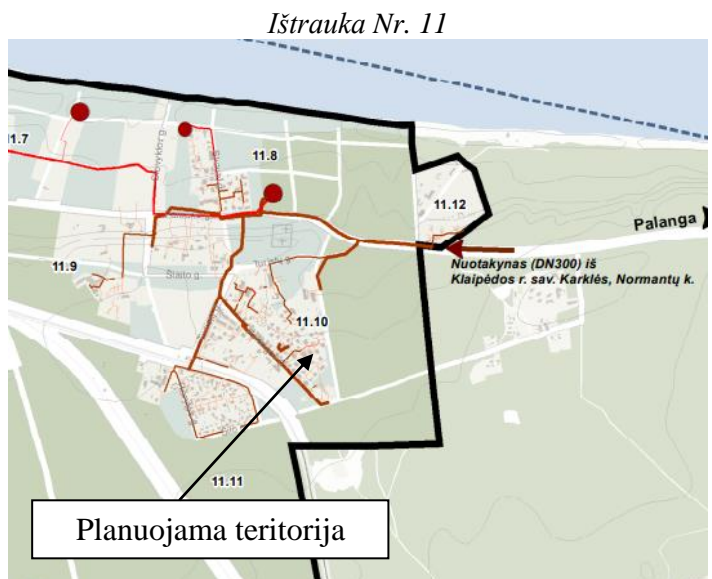 Ištrauka Nr. 11
11.7
11.8
11.12
Palanga
Nuotakynas (DN300) iš
Klaipėdos r. sav. Karklės, Normantų k.
11.9
Šlaito g.
11.10
11.11
Planuojama teritorija